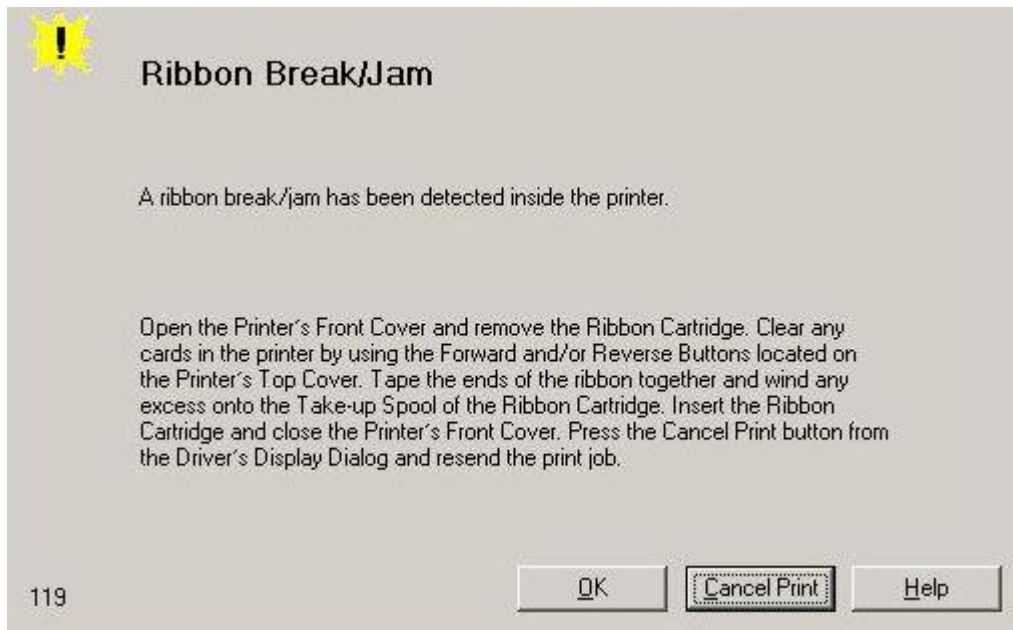 !
Ribbon Break/Jam
A ribbon break/jam has been detected inside the printer.
Open the Printer´s Front Cover and remove the Ribbon Cartridge. Clear any
cards in the printer by using the Forward and/or Reverse Buttons located on
the Printer´s Top Cover. Tape the ends of the ribbon together and wind any
excess onto the Take-up Spool of the Ribbon Cartridge. Insert the Ribbon
Cartridge and close the Printer´s Front Cover. Press the Cancel Print button from
the Driver´s Display Dialog and resend the print job.
119 OK Cancel Print Help